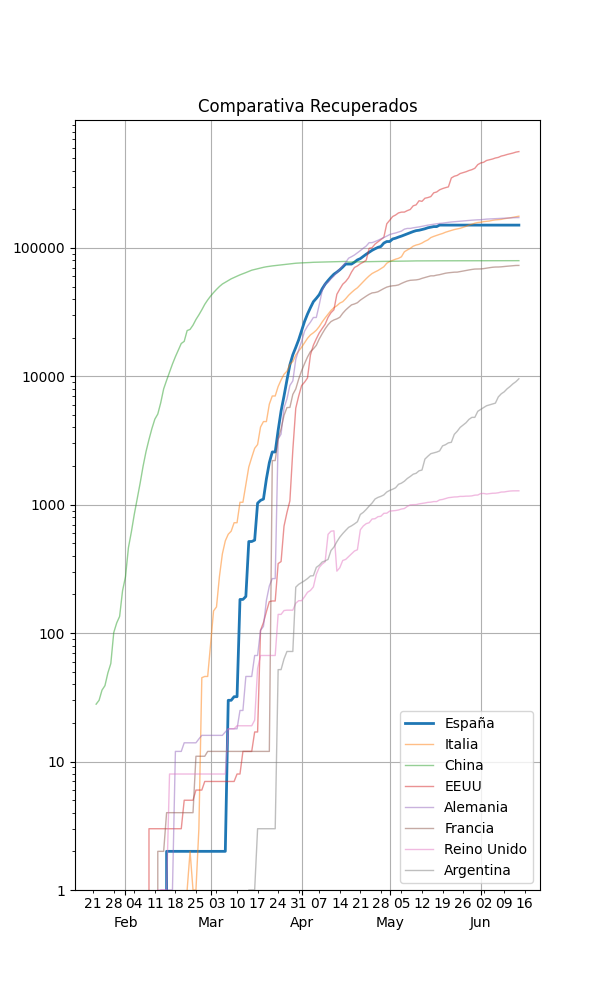 Comparativa Recuperados
100000
10000
1000
100
10
1
España
Italia
China
EEUU
Alemania
Francia
Reino Unido
Argentina
21 28 04 11 18 25 03 10 17 24 31 07 14 21 28 05 12 19 26 02 09 16
Feb Mar Apr May Jun